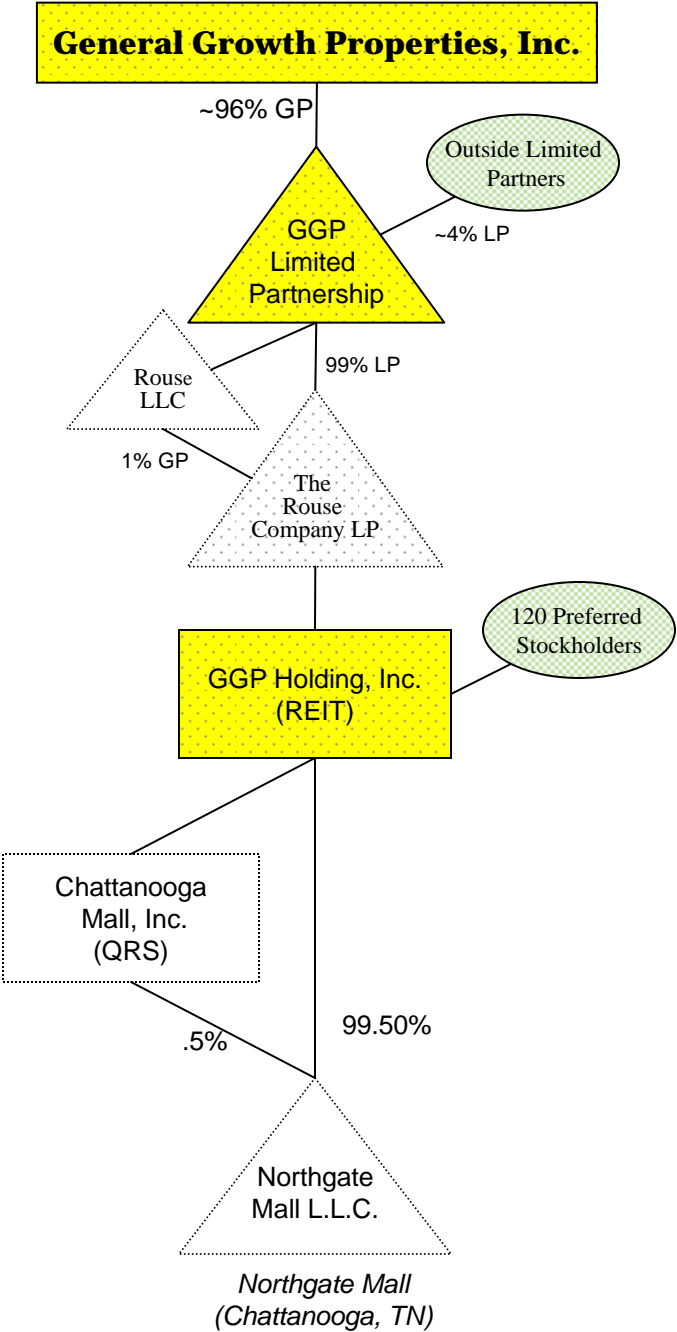 General Growth Properties, Inc.
~96% GP
Outside Limited
Partners
~4% LP
GGP
Limited
Partnership
99% LP
Rouse
LLC
1% GP
The
Rouse
Company LP
120 Preferred
Stockholders
GGP Holding, Inc.
(REIT)
Chattanooga
Mall, Inc.
(QRS)
.5%
99.50%
Northgate
Mall L.L.C.
Northgate Mall
(Chattanooga, TN)